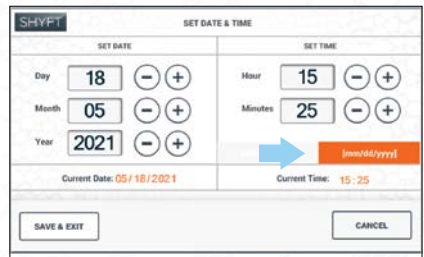 SHYFT SET DATE & TIME
SET DATE SET TIME
Day 18 - + Hour 15 - +
Month 05 - + Minutes 25 - +
Year 2021 - +
[mm/dd/yyyy]
Current Date: 05/18/2021 Current Time: 15:25
SAVE & EXIT CANCEL